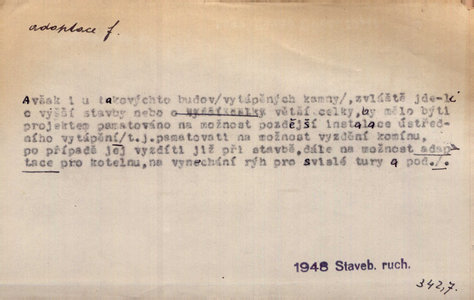 adaptace f.
Avšak i u takovýchto budov/vytápěných kamny/,zvláště jde-li
o vyšší stavby nebo o vyšší celky větší celky,by mělo býti
projektem pamatováno na možnost pozdější instalace ústřed-
ního vytápění/t.j.pamatovati na možnost vyzdění komínu,
po případě jej vyzdíti již při stavbě,dále na možnost adap-
tace pro kotelnu,na vynechání rýh pro svislé tury a pod./.
1948 Staveb. ruch.
342,7.